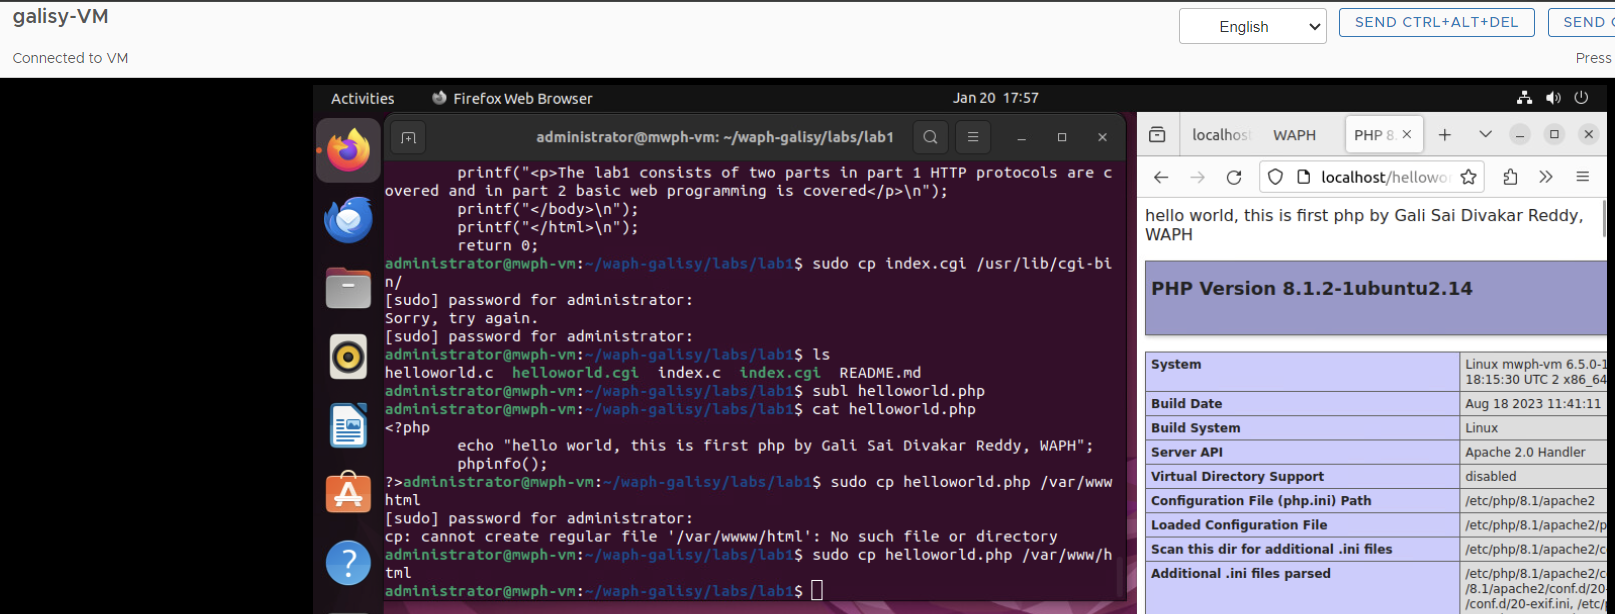 galisy-VM
English
SEND CTRL+ALT+DEL
SEND
Connected to VM
Press
Activities
Firefox Web Browser
Jan 20 17:57
administrator@mwph-vm: ~/waph-galisy/labs/lab1
printf("<p>The lab1 consists of two parts in part 1 HTTP protocols are c
overed and in part 2 basic web programming is covered</p>\n");
printf("</body>\n");
printf("</html>\n");
return 0;
administrator@mwph-vm:~/waph-galisy/labs/lab1$ sudo cp index.cgi /usr/lib/cgi-bi
n/
[sudo] password for administrator:
Sorry, try again.
[sudo] password for administrator:
administrator@mwph-vm:~/waph-galisy/labs/lab1$ ls
helloworld.c helloworld.cgi index.c index.cgi README.md
administrator@mwph-vm:~/waph-galisy/labs/lab1$ subl helloworld.php
administrator@mwph-vm:~/waph-galisy/labs/lab1$ cat helloworld.php
<?php
echo "hello world, this is first php by Gali Sai Divakar Reddy, WAPH";
phpinfo();
?>administrator@mwph-vm:~/waph-galisy/labs/lab1$ sudo cp helloworld.php /var/www
html
[sudo] password for administrator:
cp: cannot create regular file '/var/wwww/html': No such file or directory
administrator@mwph-vm:~/waph-galisy/labs/lab1$ sudo cp helloworld.php /var/www/h
tml
administrator@mwph-vm:~/waph-galisy/labs/lab1$
localhos
WAPH
PHP 8.
localhost/hellowo
hello world, this is first php by Gali Sai Divakar Reddy,
WAPH
PHP Version 8.1.2-1ubuntu2.14
System
Linux mwph-vm 6.5.0-1
18:15:30 UTC 2 x86_64
Build Date
Aug 18 2023 11:41:11
Build System
Linux
Server API
Apache 2.0 Handler
Virtual Directory Support
disabled
Configuration File (php.ini) Path
/etc/php/8.1/apache2
Loaded Configuration File
/etc/php/8.1/apache2/p
Scan this dir for additional .ini files
/etc/php/8.1/apache2/c
Additional .ini files parsed
/etc/php/8.1/apache2/c
/8.1/apache2/conf.d/20-
/conf.d/20-exif.ini, /etc/